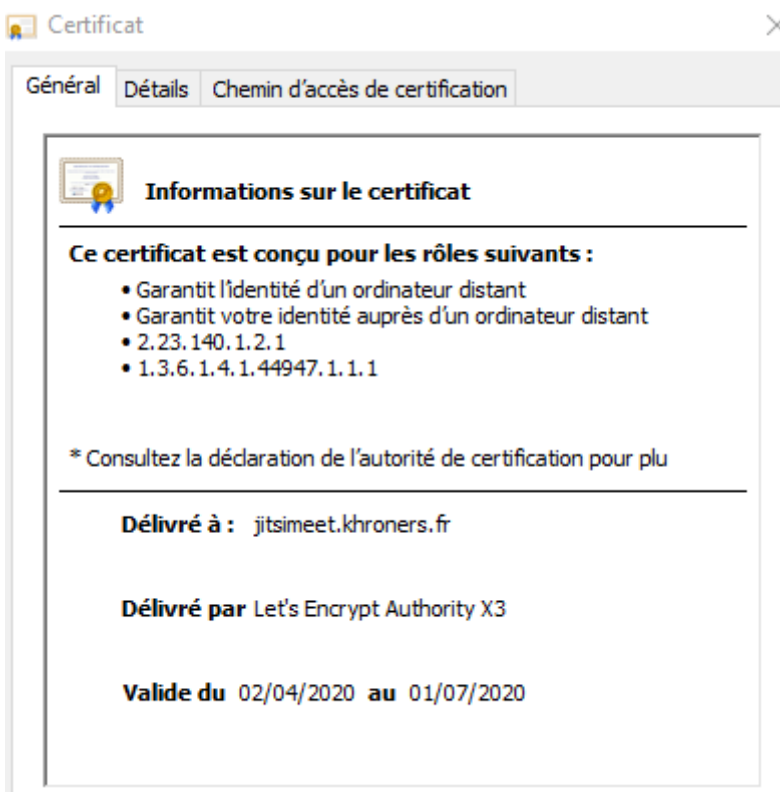 Certificat
Général Détails Chemin d’accès de certification
Informations sur le certificat
Ce certificat est conçu pour les rôles suivants :
• Garantit l’identité d’un ordinateur distant
• Garantit votre identité auprès d’un ordinateur distant
• 2.23.140.1.2.1
• 1.3.6.1.4.1.44947.1.1.1
* Consultez la déclaration de l’autorité de certification pour plu
Délivré à : jitsimeet.khroners.fr
Délivré par Let's Encrypt Authority X3
Valide du 02/04/2020 au 01/07/2020